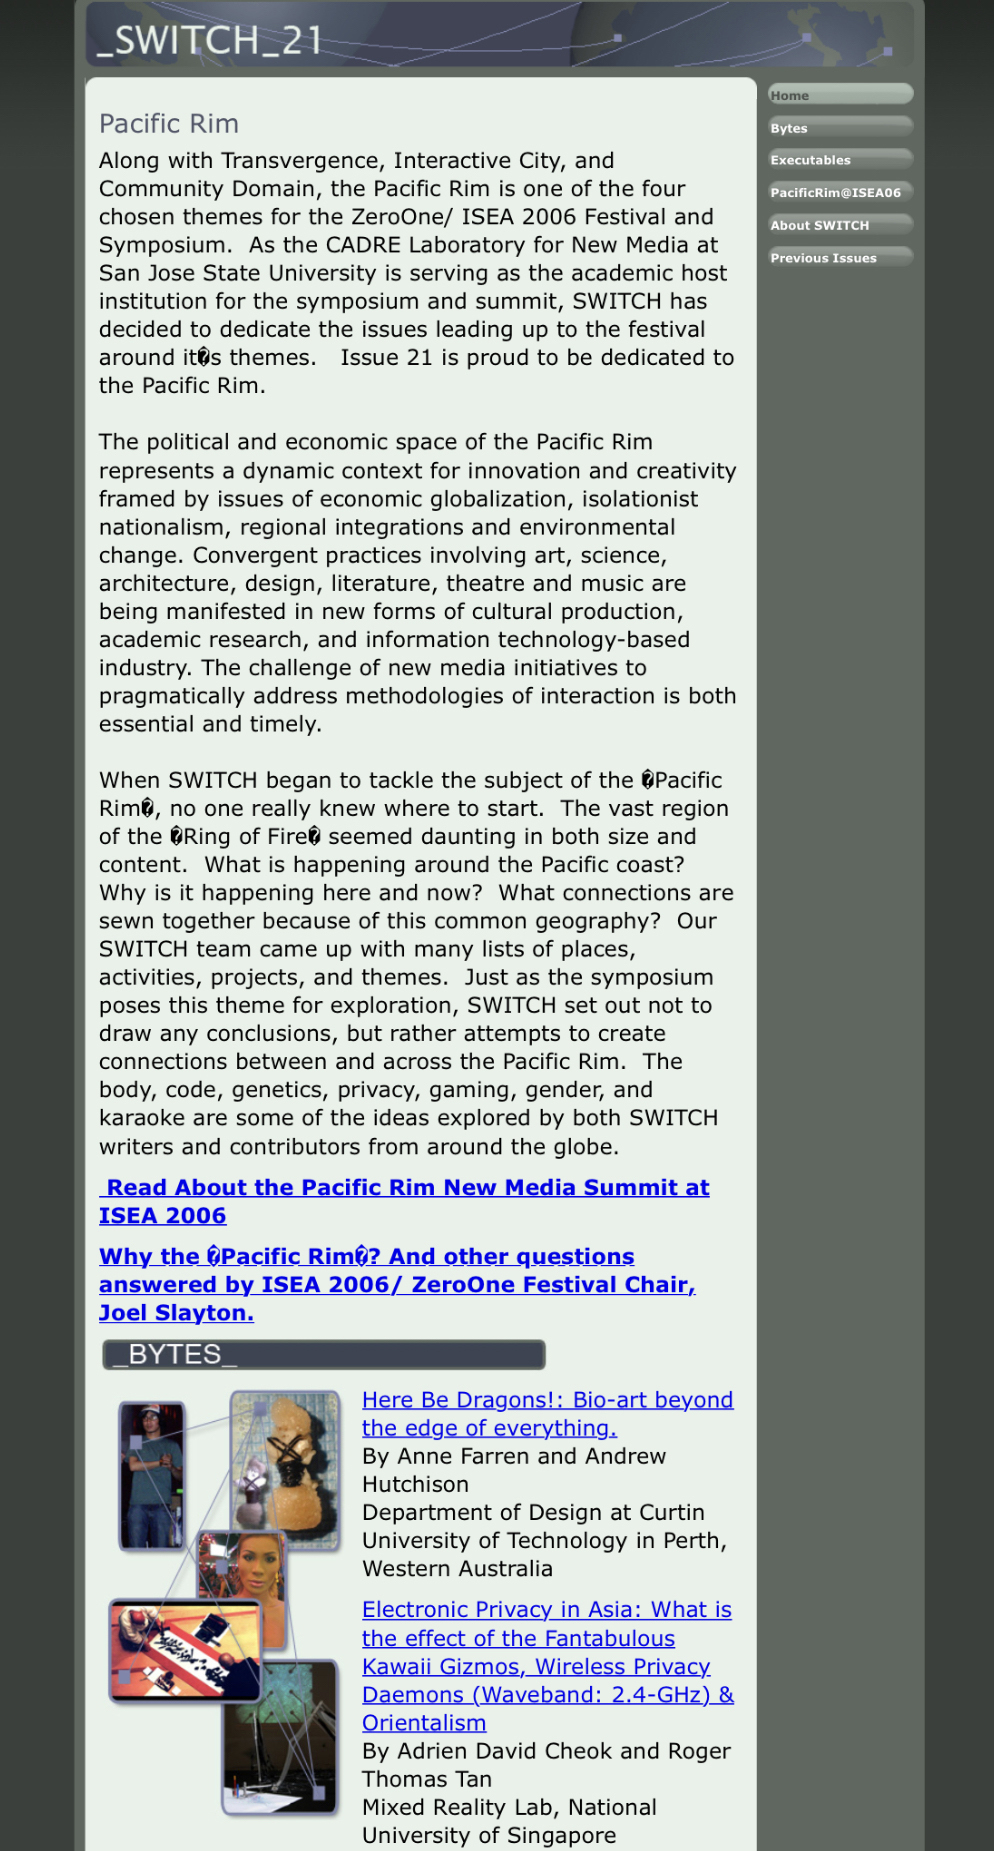 _SWITCH_21
Home
Bytes
Executables
PacificRim@ISEA06
About SWITCH
Previous Issues
Pacific Rim
Along with Transvergence, Interactive City, and
Community Domain, the Pacific Rim is one of the four
chosen themes for the ZeroOne/ ISEA 2006 Festival and
Symposium.  As the CADRE Laboratory for New Media at
San Jose State University is serving as the academic host
institution for the symposium and summit, SWITCH has
decided to dedicate the issues leading up to the festival
around it�s themes.   Issue 21 is proud to be dedicated to
the Pacific Rim.
The political and economic space of the Pacific Rim
represents a dynamic context for innovation and creativity
framed by issues of economic globalization, isolationist
nationalism, regional integrations and environmental
change. Convergent practices involving art, science,
architecture, design, literature, theatre and music are
being manifested in new forms of cultural production,
academic research, and information technology-based
industry. The challenge of new media initiatives to
pragmatically address methodologies of interaction is both
essential and timely.
When SWITCH began to tackle the subject of the �Pacific
Rim�, no one really knew where to start.  The vast region
of the �Ring of Fire� seemed daunting in both size and
content.  What is happening around the Pacific coast?
Why is it happening here and now?  What connections are
sewn together because of this common geography?  Our
SWITCH team came up with many lists of places,
activities, projects, and themes.  Just as the symposium
poses this theme for exploration, SWITCH set out not to
draw any conclusions, but rather attempts to create
connections between and across the Pacific Rim.  The
body, code, genetics, privacy, gaming, gender, and
karaoke are some of the ideas explored by both SWITCH
writers and contributors from around the globe.
Read About the Pacific Rim New Media Summit at
ISEA 2006
Why the �Pacific Rim�? And other questions
answered by ISEA 2006/ ZeroOne Festival Chair,
Joel Slayton.
_BYTES_
Here Be Dragons!: Bio-art beyond
the edge of everything.
By Anne Farren and Andrew
Hutchison
Department of Design at Curtin
University of Technology in Perth,
Western Australia
Electronic Privacy in Asia: What is
the effect of the Fantabulous
Kawaii Gizmos, Wireless Privacy
Daemons (Waveband: 2.4-GHz) &
Orientalism
By Adrien David Cheok and Roger
Thomas Tan
Mixed Reality Lab, National
University of Singapore